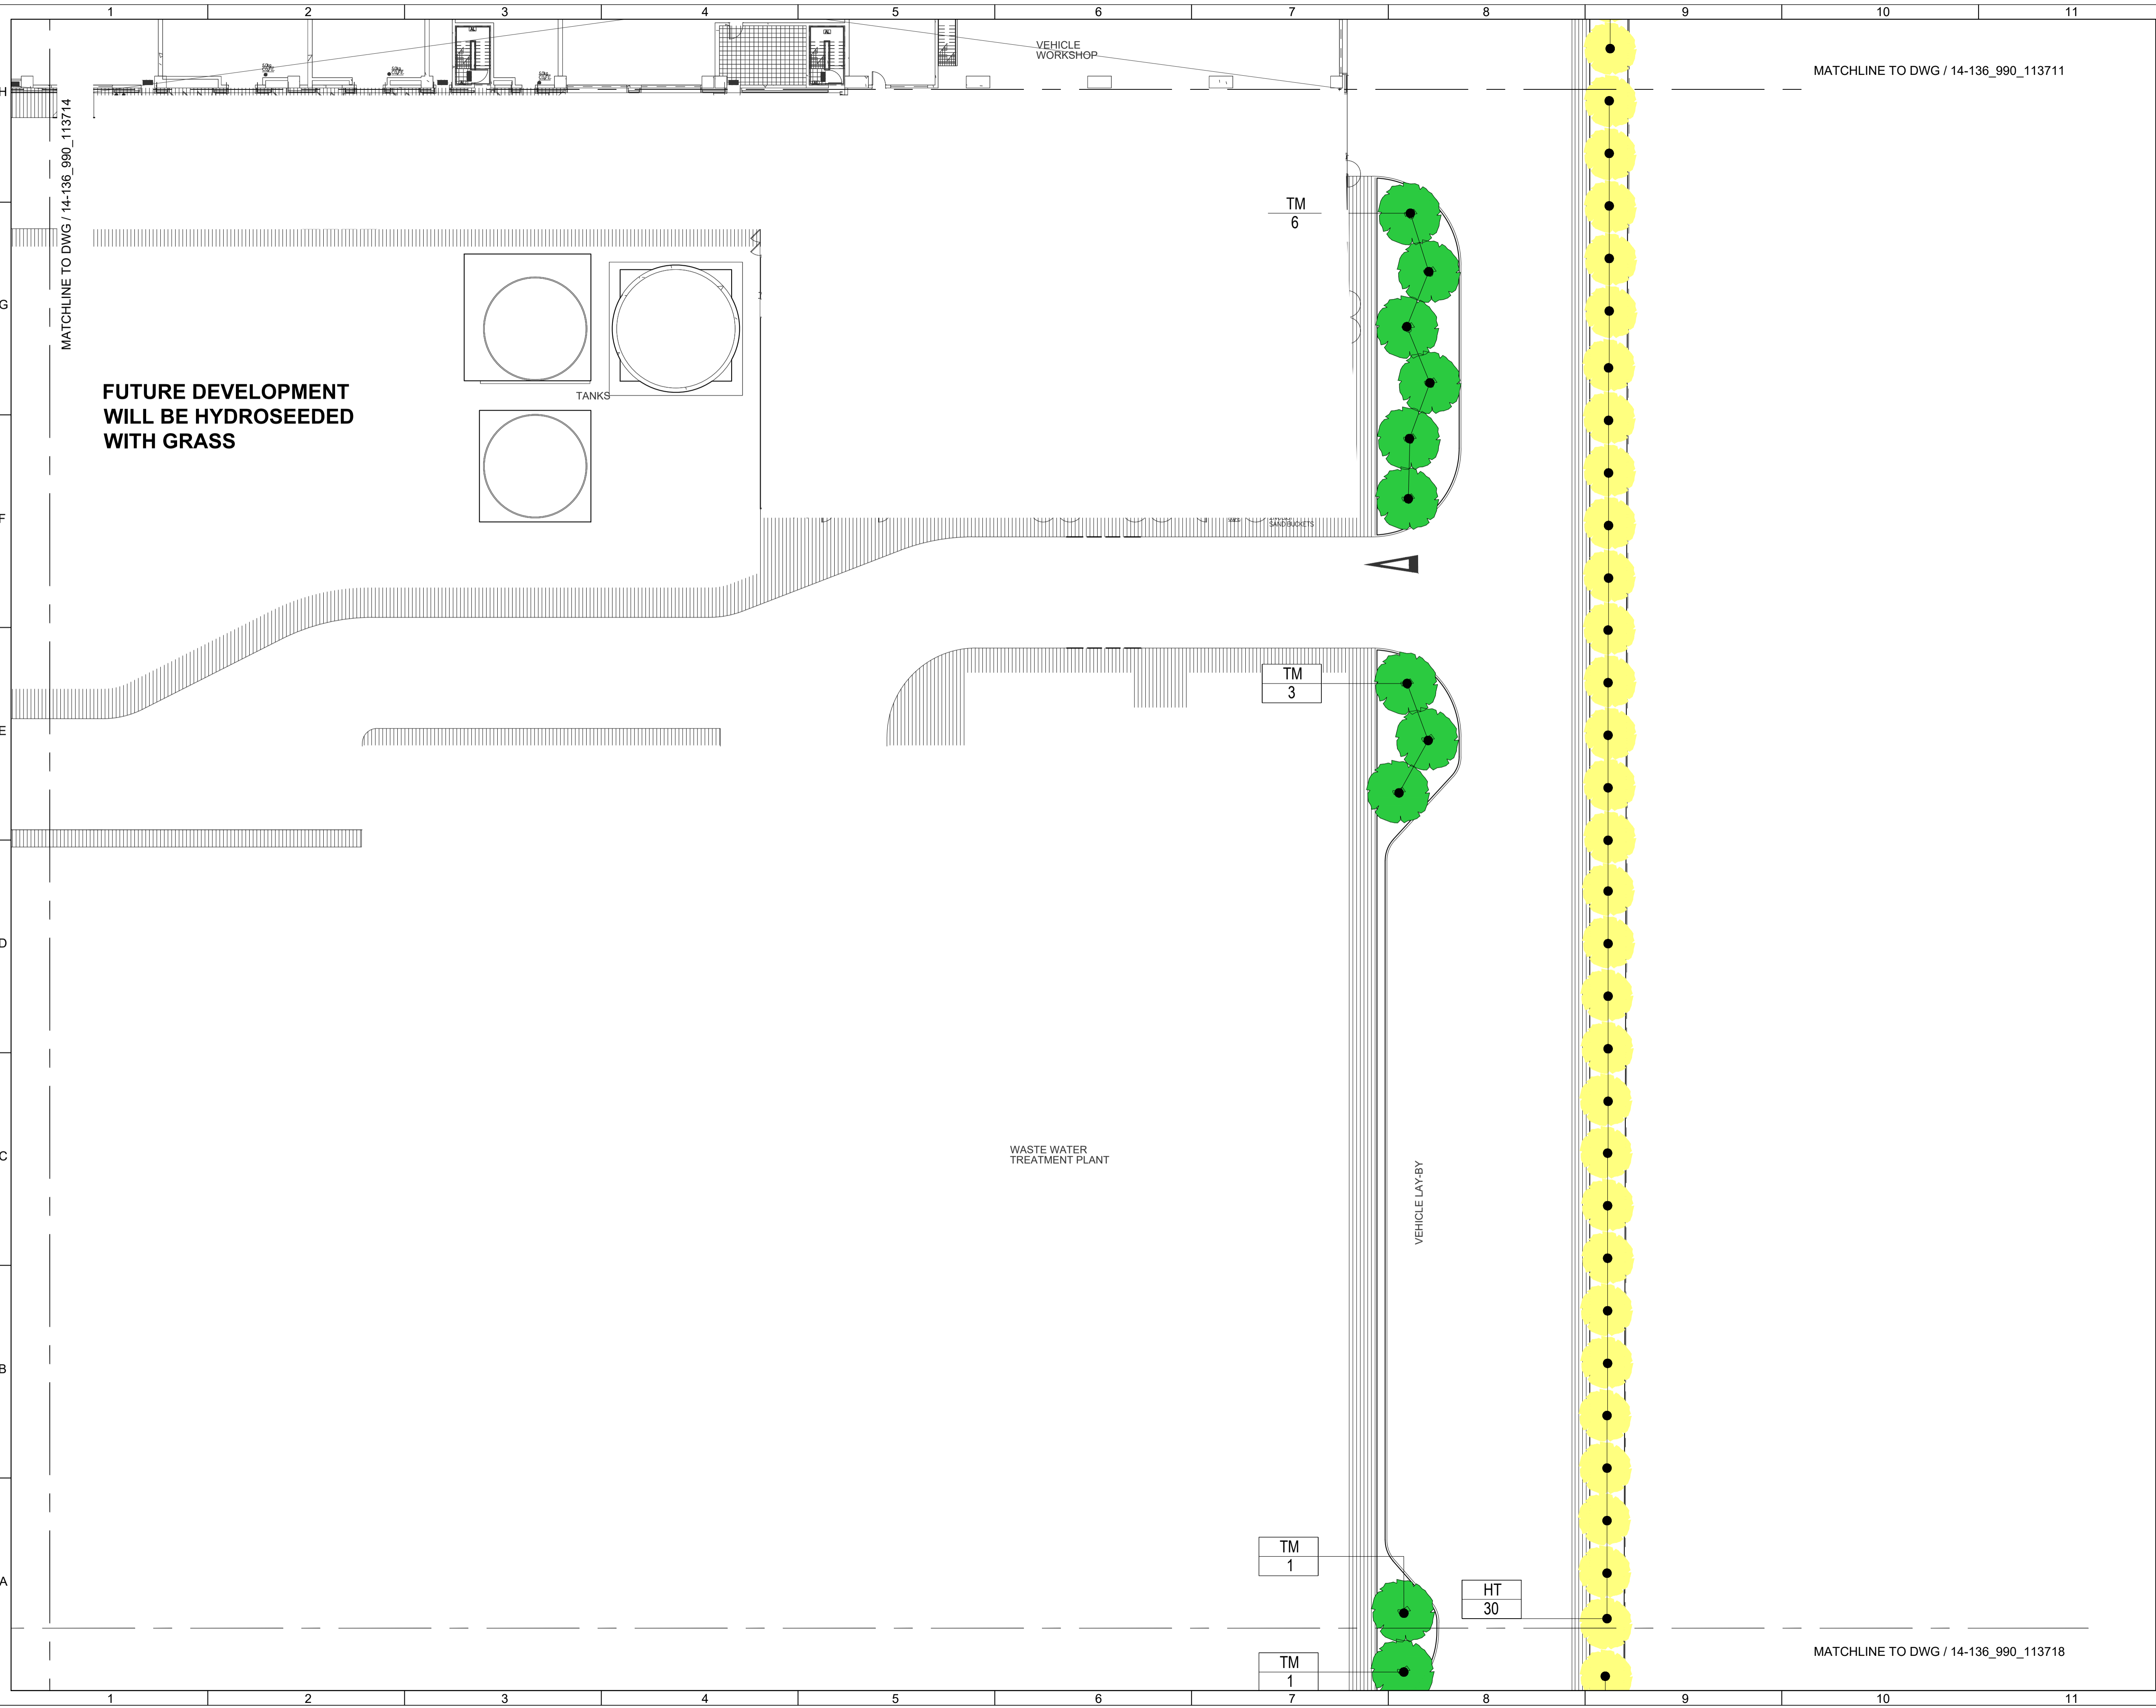 1 2 3 4 5 6 7 8 9 10 11
VEHICLE
WORKSHOP
MATCHLINE TO DWG / 14-136_990_113711
H
MATCHLINE TO DWG / 14-136_990_113714
TM
6
G
TANKS
FUTURE DEVELOPMENT
WILL BE HYDROSEEDED
WITH GRASS
F
SAND BUCKETS
TM
3
E
D
C
WASTE WATER
TREATMENT PLANT
VEHICLE LAY-BY
B
TM
1
A
HT
30
MATCHLINE TO DWG / 14-136_990_113718
TM
1
1 2 3 4 5 6 7 8 9 10 11